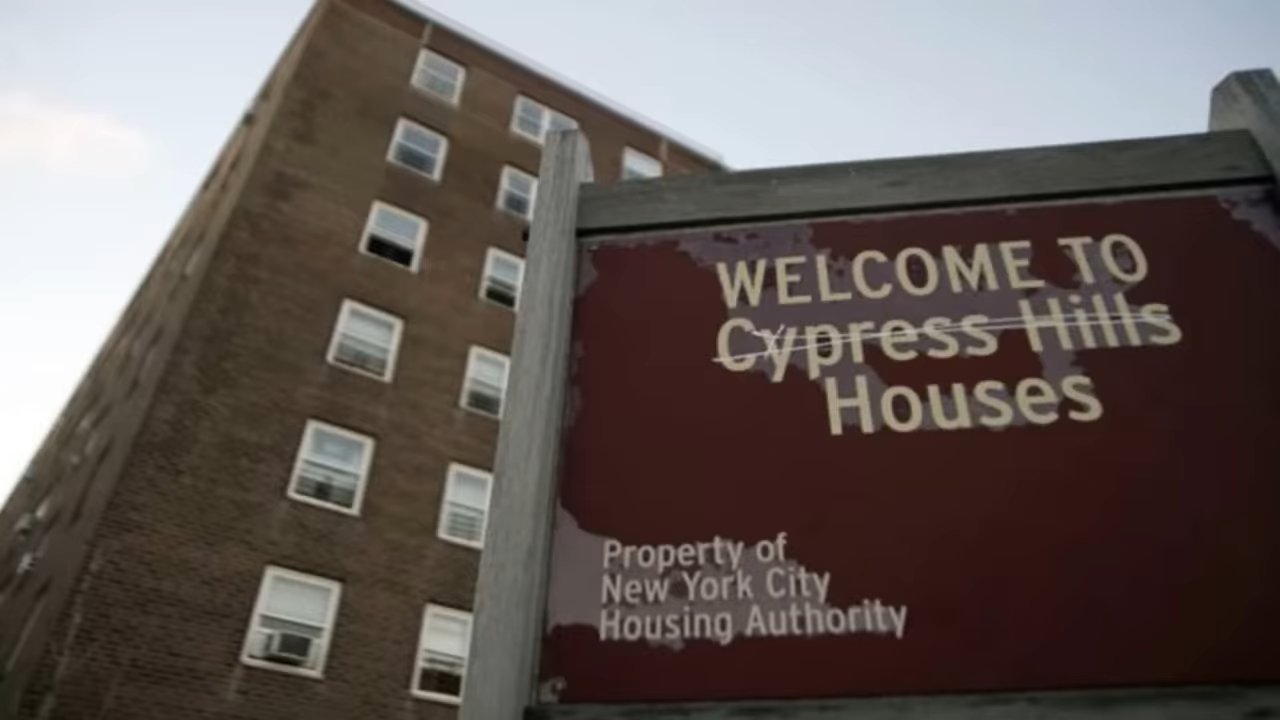 WELCOME TO
Cypress Hills
Houses
Property of
New York City
Housing Authority